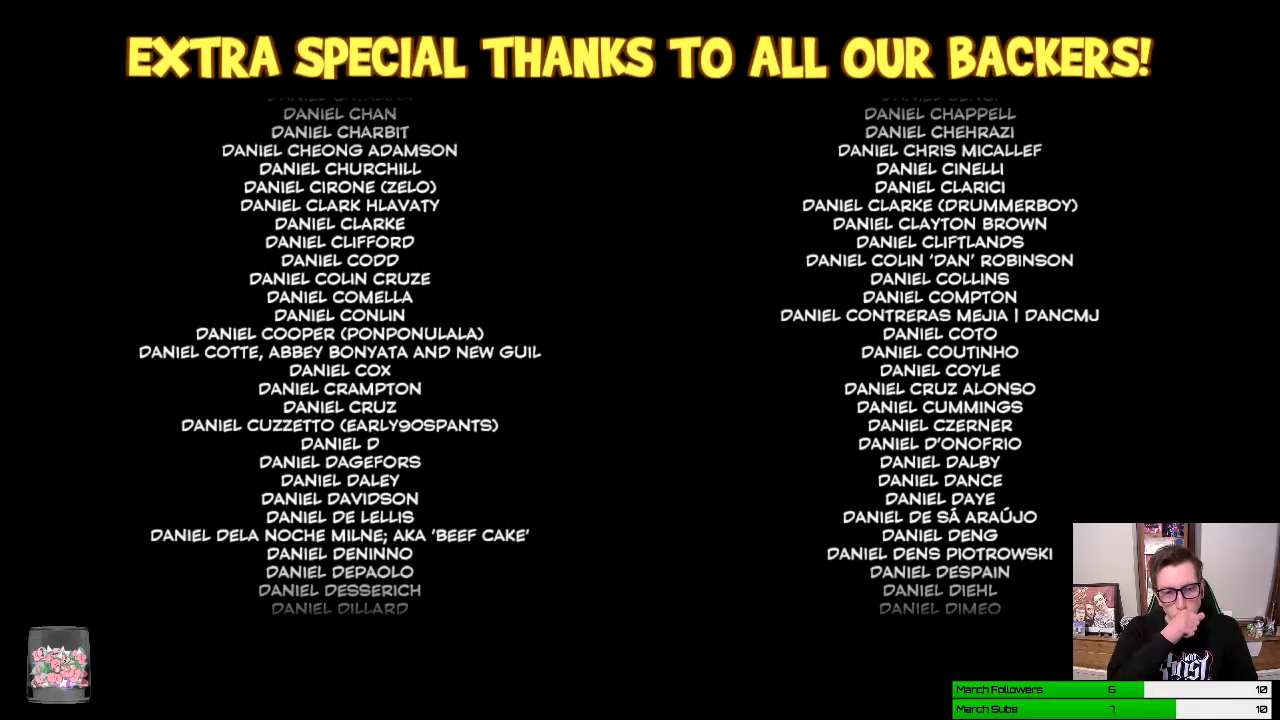 EXTRA SPECIAL THANKS TO ALL OUR BACKERS!
DANIEL CHAN
DANIEL CHARBIT
DANIEL CHEONG ADAMSON
DANIEL CHURCHILL
DANIEL CIRONE (ZELO)
DANIEL CLARK HLAVATY
DANIEL CLARKE
DANIEL CLIFFORD
DANIEL CODD
DANIEL COLIN CRUZE
DANIEL COMELLA
DANIEL CONLIN
DANIEL COOPER (PONPONULALA)
DANIEL COTTE, ABBEY BONYATA AND NEW GUIL
DANIEL COX
DANIEL CRAMPTON
DANIEL CRUZ
DANIEL CUZZETTO (EARLY90SPANTS)
DANIEL D
DANIEL DAGEFORS
DANIEL DALEY
DANIEL DAVIDSON
DANIEL DE LELLIS
DANIEL DELA NOCHE MILNE; AKA 'BEEF CAKE'
DANIEL DENINNO
DANIEL DEPAOLO
DANIEL DESSERICH
DANIEL DILLARD
DANIEL CHAPPELL
DANIEL CHEHRAZI
DANIEL CHRIS MICALLEF
DANIEL CINELLI
DANIEL CLARICI
DANIEL CLARKE (DRUMMERBOY)
DANIEL CLAYTON BROWN
DANIEL CLIFTLANDS
DANIEL COLIN 'DAN' ROBINSON
DANIEL COLLINS
DANIEL COMPTON
DANIEL CONTRERAS MEJIA | DANCMJ
DANIEL COTO
DANIEL COUTINHO
DANIEL COYLE
DANIEL CRUZ ALONSO
DANIEL CUMMINGS
DANIEL CZERNER
DANIEL D'ONOFRIO
DANIEL DALBY
DANIEL DANCE
DANIEL DAYE
DANIEL DE SÁ ARAÚJO
DANIEL DENG
DANIEL DENS PIOTROWSKI
DANIEL DESPAIN
DANIEL DIEHL
DANIEL DIMEO
March Followers 6 10
March Subs 7 10